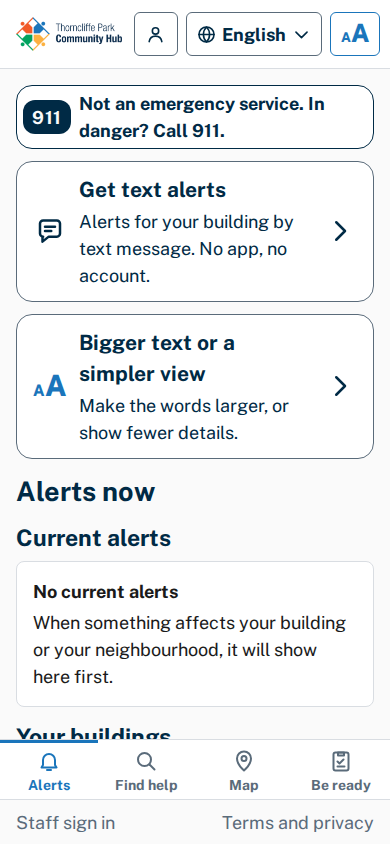 Thorncliffe Park
Community Hub
English
AA
911
Not an emergency service. In
danger? Call 911.
Get text alerts
Alerts for your building by
text message. No app, no
account.
AA
Bigger text or a
simpler view
Make the words larger, or
show fewer details.
Alerts now
Current alerts
No current alerts
When something affects your building
or your neighbourhood, it will show
here first.
Your buildings
Alerts
Find help
Map
Be ready
Staff sign in
Terms and privacy